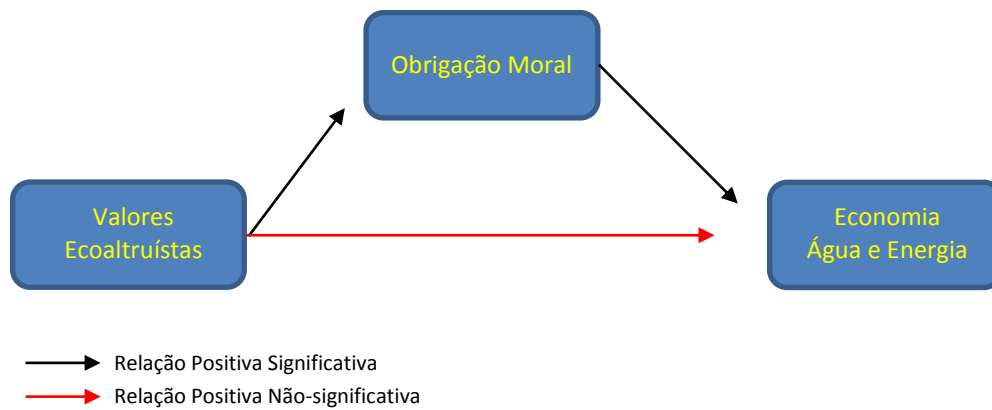 Obrigação Moral
Valores
Ecoaltruístas
Economia
Água e Energia
Relação Positiva Significativa
Relação Positiva Não-significativa